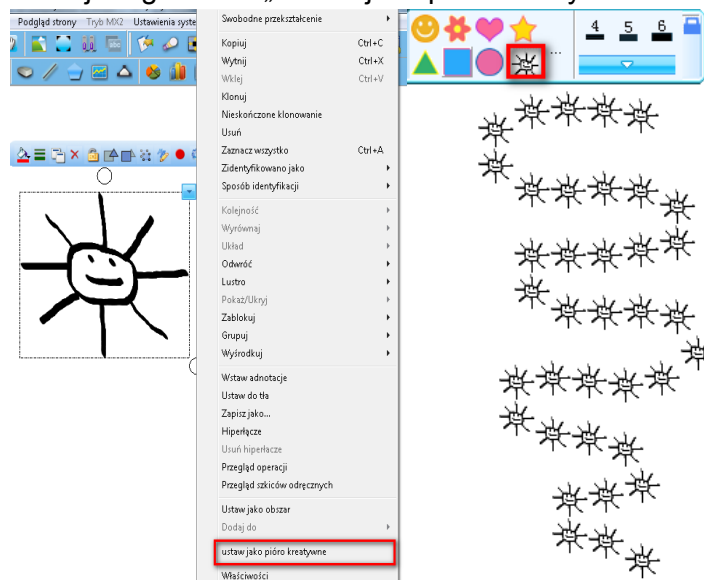 Podgląd strony Tryb MX2 Ustawienia syste
Swobodne przekształcenie
Kopiuj Ctrl+C
Wytnij Ctrl+X
Wklej Ctrl+V
Klonuj
Nieskończone klonowanie
Usuń
Zaznacz wszystko Ctrl+A
Zidentyfikowano jako
Sposób identyfikacji
Kolejność
Wyrównaj
Układ
Odwróć
Lustro
Pokaż/Ukryj
Zablokuj
Grupuj
Wyśrodkuj
Wstaw adnotacje
Ustaw do tła
Zapisz jako...
Hiperłącze
Usuń hiperłacze
Przegląd operacji
Przegląd szkiców odręcznych
Ustaw jako obszar
Dodaj do
ustaw jako pióro kreatywne
Właściwości
... 4 5 6